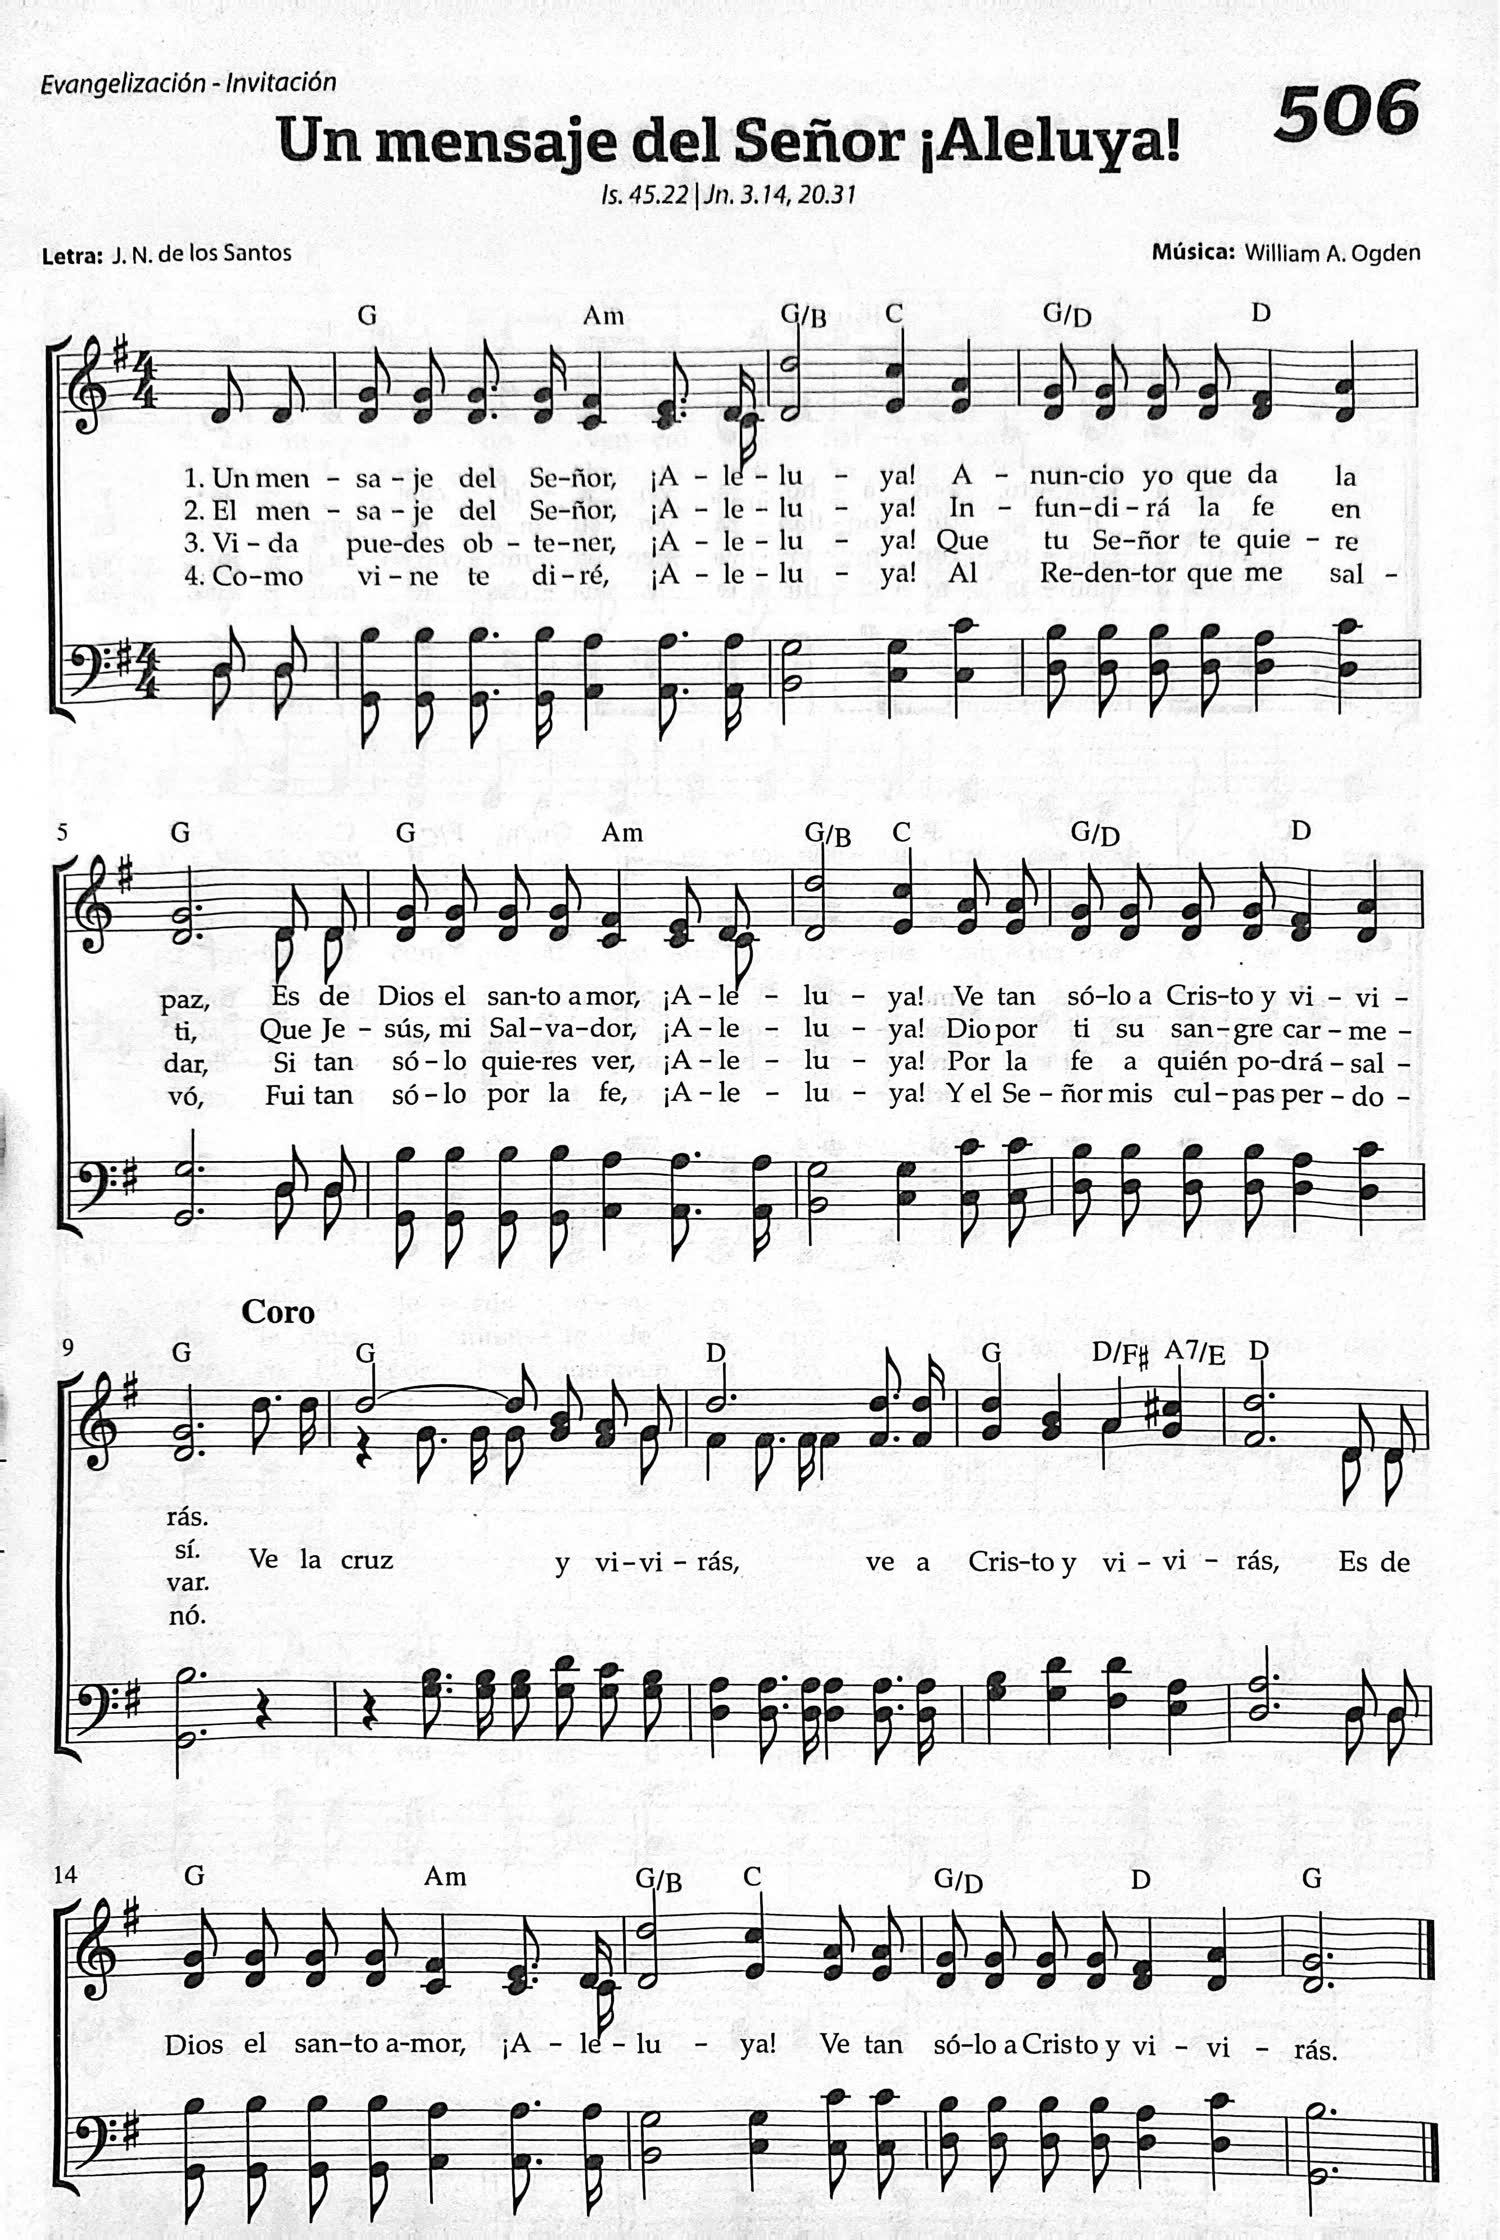 Evangelización - Invitación
506
Un mensaje del Señor ¡Aleluya!
Is. 45.22 | Jn. 3.14, 20.31
Letra: J. N. de los Santos
Música: William A. Ogden
G Am G/B C G/D D
1. Un men - sa - je del Se-ñor, ¡A - le - lu - ya! A - nun-cio yo que da la
2. El men - sa - je del Se-ñor, ¡A - le - lu - ya! In - fun-di-rá la fe en
3. Vi - da pue-des ob - te-ner, ¡A - le - lu - ya! Que tu Se-ñor te quie - re
4. Co-mo vi - ne te di-ré, ¡A - le - lu - ya! Al Re-den-tor que me sal -
5 G G Am G/B C G/D D
paz, Es de Dios el san-to amor, ¡A - le - lu - ya! Ve tan só-lo a Cris-to y vi - vi -
ti, Que Je - sús, mi Sal-va-dor, ¡A - le - lu - ya! Dio por ti su san-gre car-me -
dar, Si tan só-lo quie-res ver, ¡A - le - lu - ya! Por la fe a quién po-drá-sal -
vó, Fui tan só-lo por la fe, ¡A - le - lu - ya! Y el Se-ñor mis cul-pas per-do -
Coro
9 G G D G D/F# A7/E D
rás.
sí.
var.
nó.
Ve la cruz y vi-vi-rás, ve a Cris-to y vi - vi - rás, Es de
14 G Am G/B C G/D D G
Dios el san-to a-mor, ¡A - le - lu - ya! Ve tan só-lo a Cristo y vi - vi - rás.